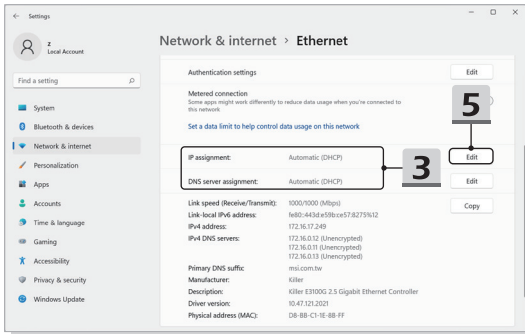 Settings
z
Local Account
Find a setting
System
Bluetooth & devices
Network & internet
Personalization
Apps
Accounts
Time & language
Gaming
Accessibility
Privacy & security
Windows Update
Network & internet > Ethernet
Authentication settings
Edit
Metered connection
Some apps might work differently to reduce data usage when you're connected to
this network
5
Set a data limit to help control data usage on this network
IP assignment: Automatic (DHCP)
3
Edit
DNS server assignment: Automatic (DHCP)
Edit
Link speed (Receive/Transmit): 1000/1000 (Mbps)
Copy
Link-local IPv6 address: fe80::443d:e59b:ce57:8275%12
IPv4 address: 172.16.17.249
IPv4 DNS servers: 172.16.0.12 (Unencrypted)
172.16.0.11 (Unencrypted)
172.16.0.13 (Unencrypted)
Primary DNS suffix: msi.com.tw
Manufacturer: Killer
Description: Killer E3100G 2.5 Gigabit Ethernet Controller
Driver version: 10.47.121.2021
Physical address (MAC): D8-BB-C1-1E-8B-FF